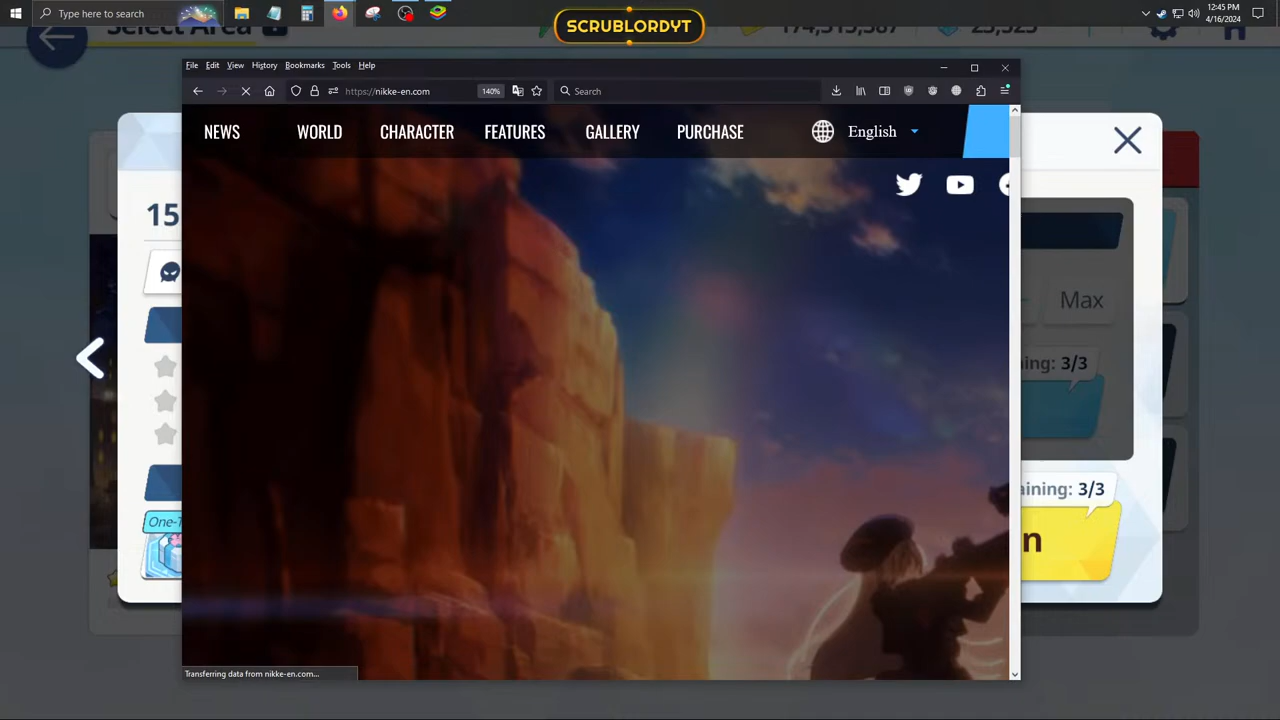 Type here to search
SCRUBLORDYT
12:45 PM
4/16/2024
Select Area
File Edit View History Bookmarks Tools Help
https://nikke-en.com
140%
Search
NEWS WORLD CHARACTER FEATURES GALLERY PURCHASE English
15
Max
ning: 3/3
One-T
aining: 3/3
n
Transferring data from nikke-en.com...